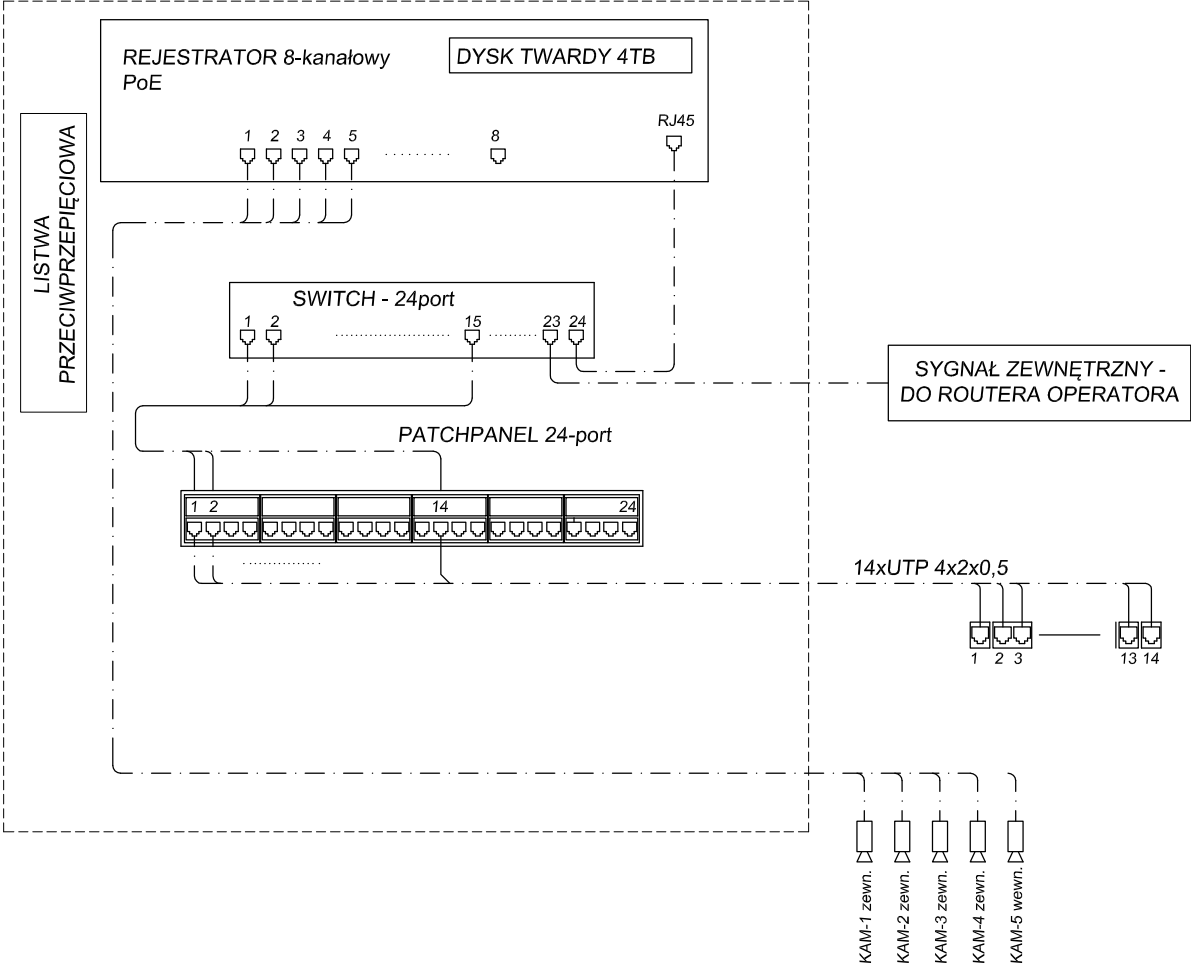 REJESTRATOR 8-kanałowy
PoE
DYSK TWARDY 4TB
1 2 3 4 5 8
RJ45
LISTWA
PRZECIWPRZEPIĘCIOWA
SWITCH - 24port
1 2 15 23 24
SYGNAŁ ZEWNĘTRZNY -
DO ROUTERA OPERATORA
PATCHPANEL 24-port
1 2 14 24
14xUTP 4x2x0,5
1 2 3 13 14
KAM-1 zewn.
KAM-2 zewn.
KAM-3 zewn.
KAM-4 zewn.
KAM-5 wewn.